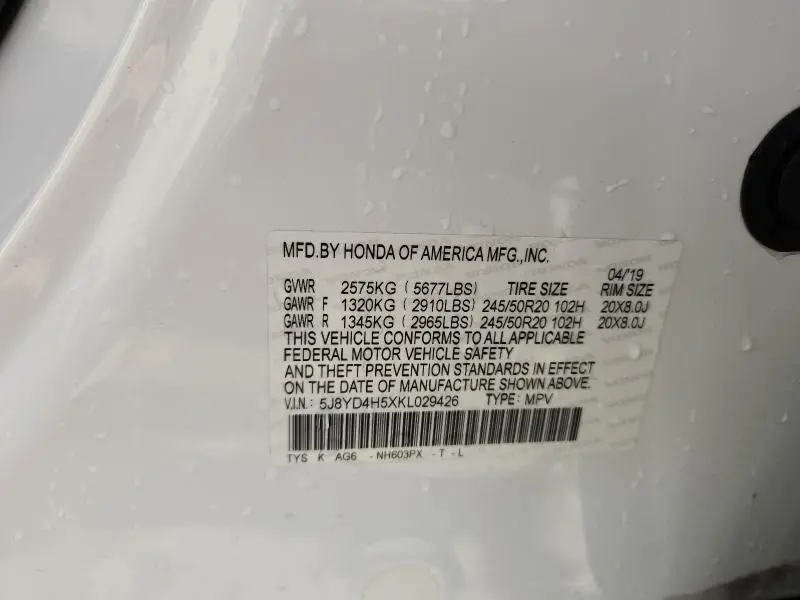 MFD.BY HONDA OF AMERICA MFG.,INC.
04/'19
GVWR 2575KG ( 5677LBS) TIRE SIZE RIM SIZE
GAWR F 1320KG ( 2910LBS) 245/50R20 102H 20X8.0J
GAWR R 1345KG ( 2965LBS) 245/50R20 102H 20X8.0J
THIS VEHICLE CONFORMS TO ALL APPLICABLE
FEDERAL MOTOR VEHICLE SAFETY
AND THEFT PREVENTION STANDARDS IN EFFECT
ON THE DATE OF MANUFACTURE SHOWN ABOVE.
V.I.N: 5J8YD4H5XKL029426 TYPE: MPV
TYS K AG6 - NH603PX - T - L